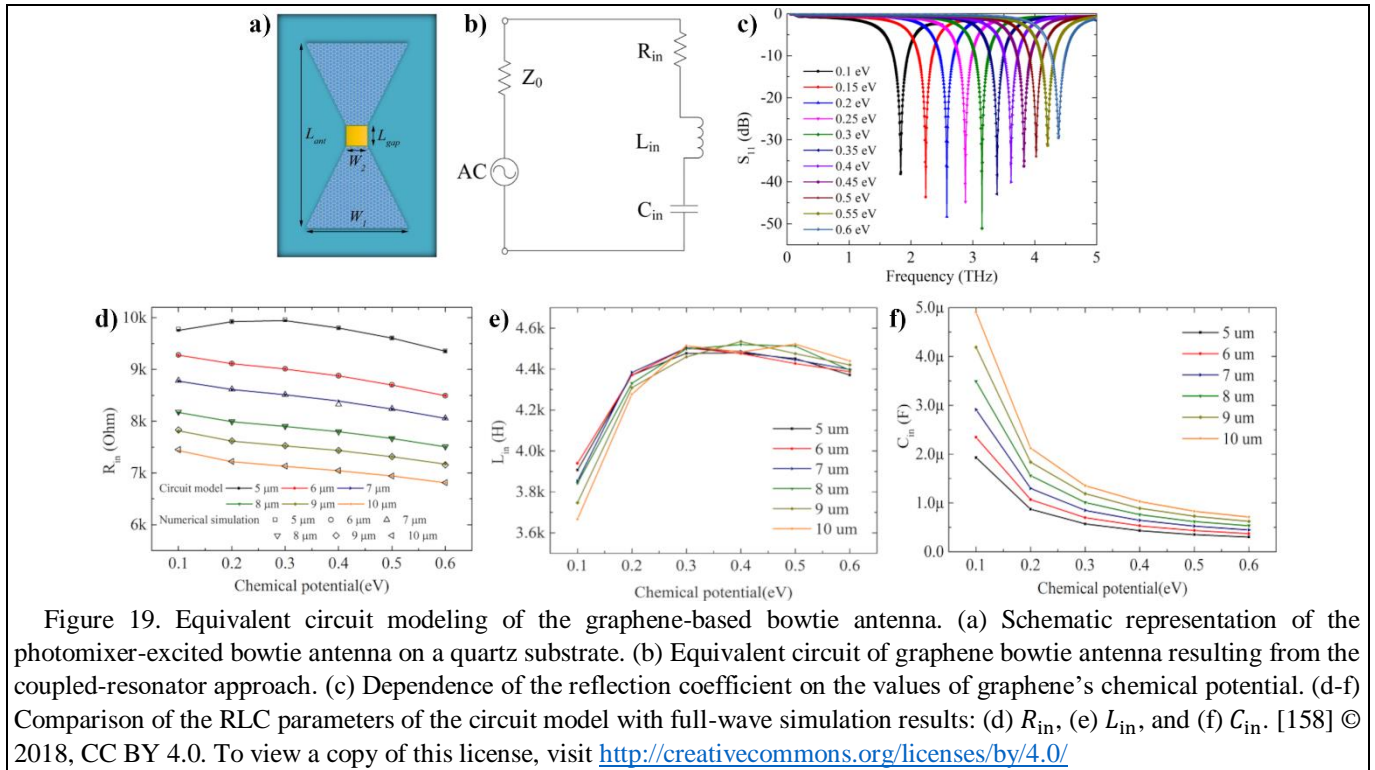 a)
L_ant
L_gap
W_2
W_1
b)
Z_0
AC
R_in
L_in
C_in
c)
0
-10
-20
-30
-40
-50
S_11 (dB)
0.1 eV
0.15 eV
0.2 eV
0.25 eV
0.3 eV
0.35 eV
0.4 eV
0.45 eV
0.5 eV
0.55 eV
0.6 eV
0 1 2 3 4 5
Frequency (THz)
d)
10k
9k
8k
7k
6k
R_in (Ohm)
Circuit model 5 μm 6 μm 7 μm
8 μm 9 μm 10 μm
Numerical simulation 5 μm 6 μm 7 μm
8 μm 9 μm 10 μm
0.1 0.2 0.3 0.4 0.5 0.6
Chemical potential(eV)
e)
4.6k
4.4k
4.2k
4.0k
3.8k
3.6k
L_in (H)
5 um
6 um
7 um
8 um
9 um
10 um
0.1 0.2 0.3 0.4 0.5 0.6
Chemical potential(eV)
f)
5.0μ
4.0μ
3.0μ
2.0μ
1.0μ
0.0
C_in (F)
5 um
6 um
7 um
8 um
9 um
10 um
0.1 0.2 0.3 0.4 0.5 0.6
Chemical potential(eV)
Figure 19. Equivalent circuit modeling of the graphene-based bowtie antenna. (a) Schematic representation of the
photomixer-excited bowtie antenna on a quartz substrate. (b) Equivalent circuit of graphene bowtie antenna resulting from the
coupled-resonator approach. (c) Dependence of the reflection coefficient on the values of graphene's chemical potential. (d-f)
Comparison of the RLC parameters of the circuit model with full-wave simulation results: (d) R_in, (e) L_in, and (f) C_in. [158] ©
2018, CC BY 4.0. To view a copy of this license, visit http://creativecommons.org/licenses/by/4.0/